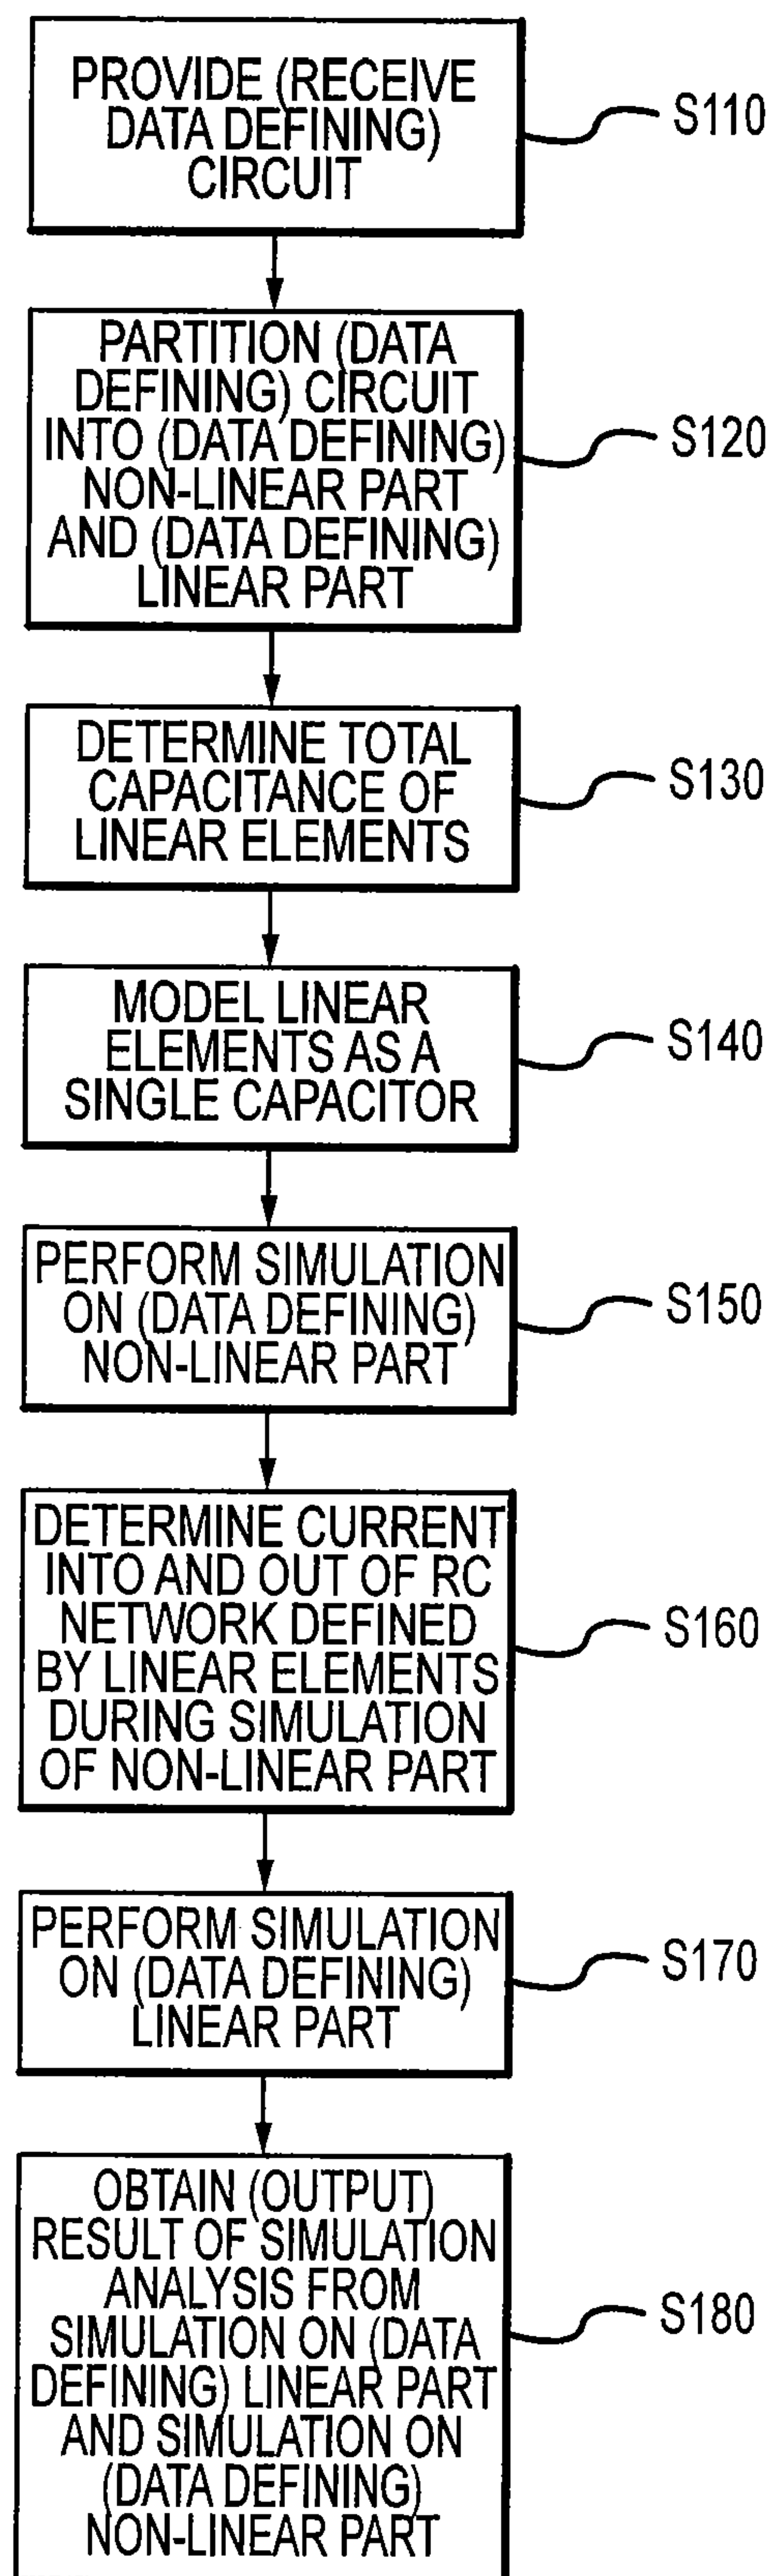 PROVIDE (RECEIVE
DATA DEFINING)
CIRCUIT
S110
PARTITION (DATA
DEFINING) CIRCUIT
INTO (DATA DEFINING)
NON-LINEAR PART
AND (DATA DEFINING)
LINEAR PART
S120
DETERMINE TOTAL
CAPACITANCE OF
LINEAR ELEMENTS
S130
MODEL LINEAR
ELEMENTS AS A
SINGLE CAPACITOR
S140
PERFORM SIMULATION
ON (DATA DEFINING)
NON-LINEAR PART
S150
DETERMINE CURRENT
INTO AND OUT OF RC
NETWORK DEFINED
BY LINEAR ELEMENTS
DURING SIMULATION
OF NON-LINEAR PART
S160
PERFORM SIMULATION
ON (DATA DEFINING)
LINEAR PART
S170
OBTAIN (OUTPUT)
RESULT OF SIMULATION
ANALYSIS FROM
SIMULATION ON (DATA
DEFINING) LINEAR PART
AND SIMULATION ON
(DATA DEFINING)
NON-LINEAR PART
S180